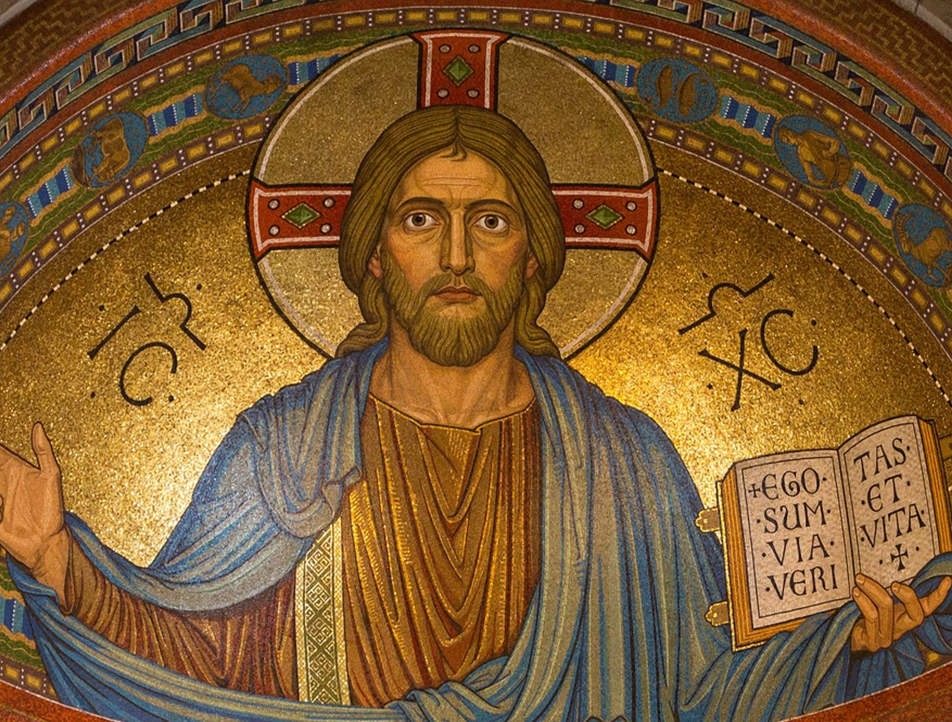 ·IC·
·XC·
+EGO·
·SUM·
·VIA·
·VERI
TAS·
·ET·
·VITA·
·✝·